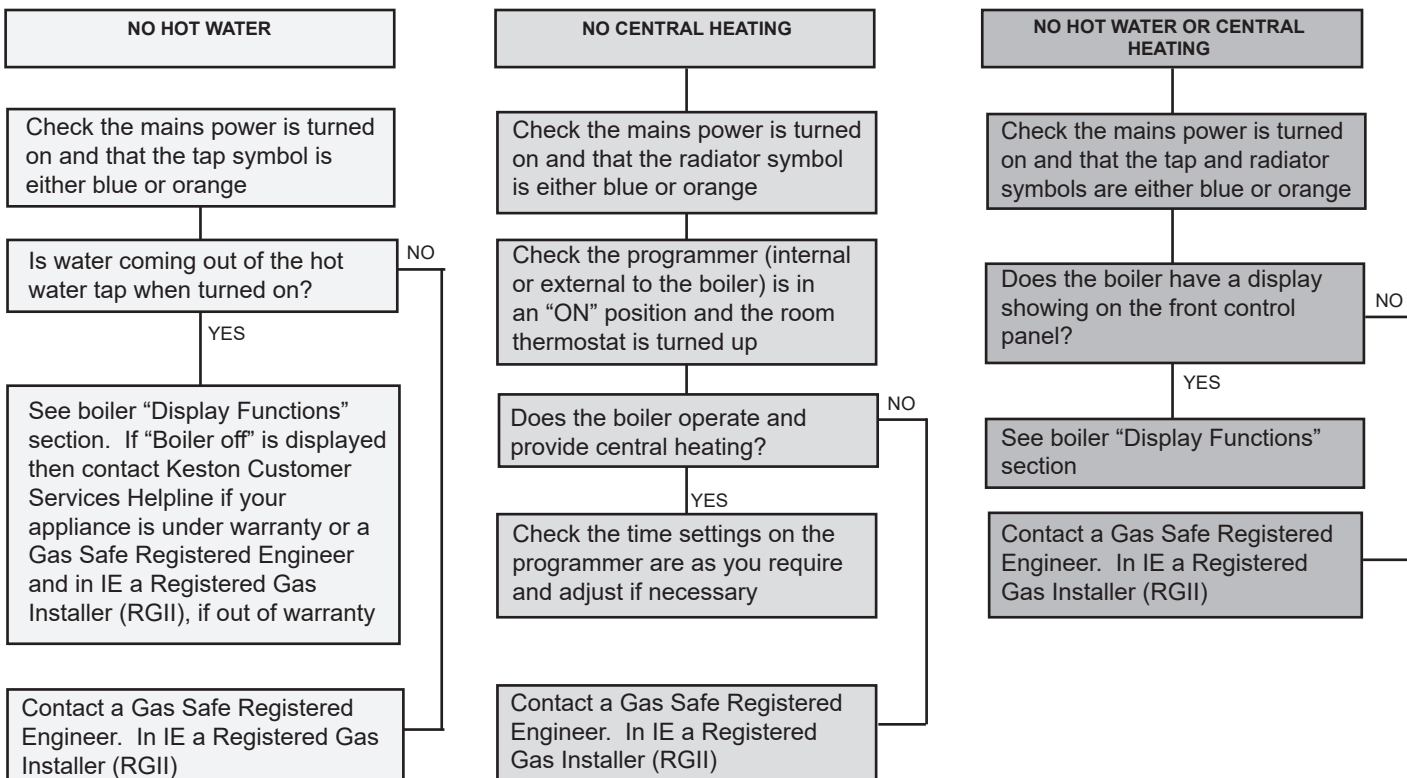 NO HOT WATER
Check the mains power is turned
on and that the tap symbol is
either blue or orange
Is water coming out of the hot
water tap when turned on?
NO
YES
See boiler “Display Functions”
section.  If “Boiler off” is displayed
then contact Keston Customer
Services Helpline if your
appliance is under warranty or a
Gas Safe Registered Engineer
and in IE a Registered Gas
Installer (RGII), if out of warranty
Contact a Gas Safe Registered
Engineer.  In IE a Registered Gas
Installer (RGII)
NO CENTRAL HEATING
Check the mains power is turned
on and that the radiator symbol
is either blue or orange
Check the programmer (internal
or external to the boiler) is in
an “ON” position and the room
thermostat is turned up
Does the boiler operate and
provide central heating?
NO
YES
Check the time settings on the
programmer are as you require
and adjust if necessary
Contact a Gas Safe Registered
Engineer.  In IE a Registered
Gas Installer (RGII)
NO HOT WATER OR CENTRAL
HEATING
Check the mains power is turned
on and that the tap and radiator
symbols are either blue or orange
Does the boiler have a display
showing on the front control
panel?
NO
YES
See boiler “Display Functions”
section
Contact a Gas Safe Registered
Engineer.  In IE a Registered
Gas Installer (RGII)